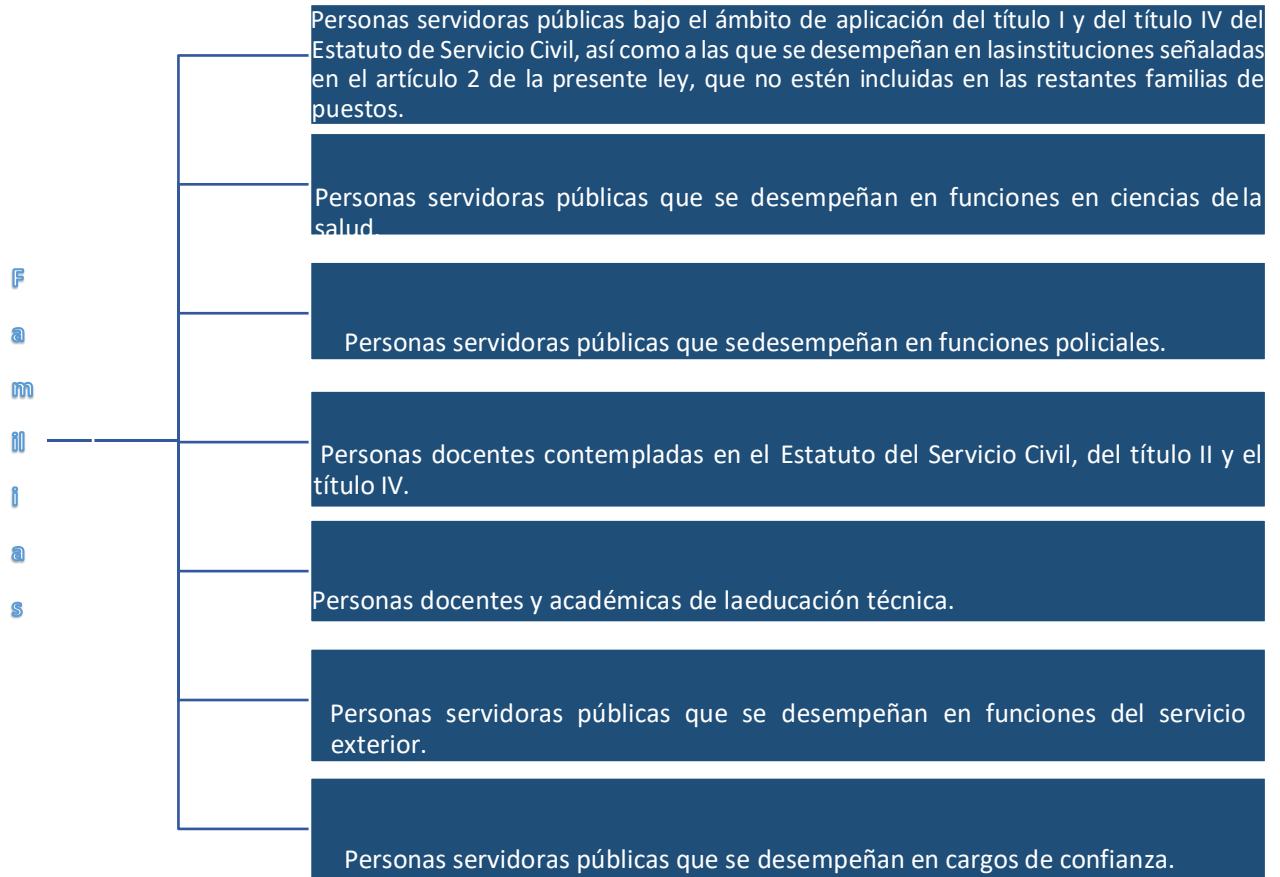 Familias
Personas servidoras públicas bajo el ámbito de aplicación del título I y del título IV del
Estatuto de Servicio Civil, así como a las que se desempeñan en lasinstituciones señaladas
en el artículo 2 de la presente ley, que no estén incluidas en las restantes familias de
puestos.
Personas servidoras públicas que se desempeñan en funciones en ciencias de la
salud.
Personas servidoras públicas que sedesempeñan en funciones policiales.
Personas docentes contempladas en el Estatuto del Servicio Civil, del título II y el
título IV.
Personas docentes y académicas de laeducación técnica.
Personas servidoras públicas que se desempeñan en funciones del servicio
exterior.
Personas servidoras públicas que se desempeñan en cargos de confianza.